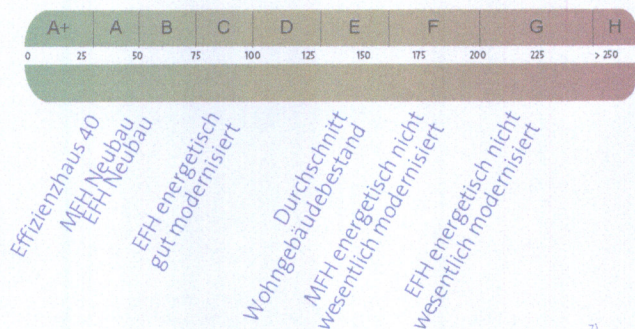 A+ A B C D E F G H
0 25 50 75 100 125 150 175 200 225 > 250
Effizienzhaus 40
MFH Neubau
EFH Neubau
EFH energetisch
gut modernisiert
Durchschnitt
Wohngebäudebestand
MFH energetisch nicht
wesentlich modernisiert
EFH energetisch nicht
wesentlich modernisiert